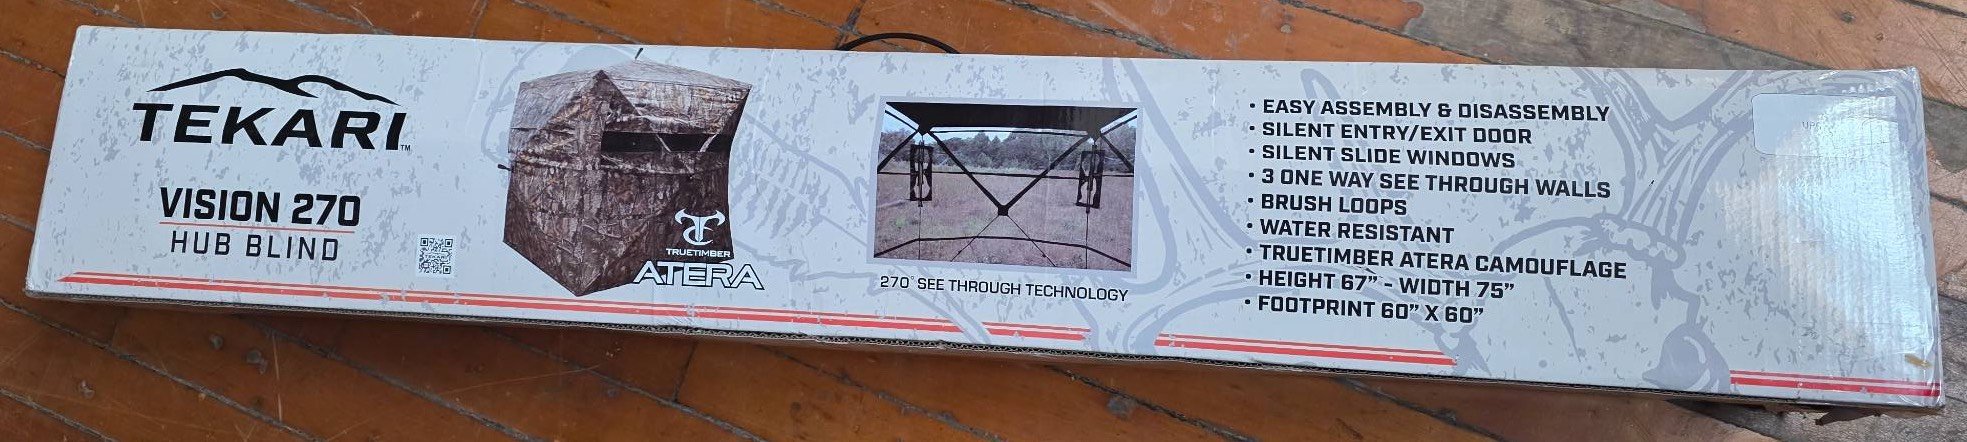 TEKARI™
VISION 270
HUB BLIND
TRUETIMBER
ATERA
270° SEE THROUGH TECHNOLOGY
• EASY ASSEMBLY & DISASSEMBLY
• SILENT ENTRY/EXIT DOOR
• SILENT SLIDE WINDOWS
• 3 ONE WAY SEE THROUGH WALLS
• BRUSH LOOPS
• WATER RESISTANT
• TRUETIMBER ATERA CAMOUFLAGE
• HEIGHT 67” - WIDTH 75”
• FOOTPRINT 60” X 60”